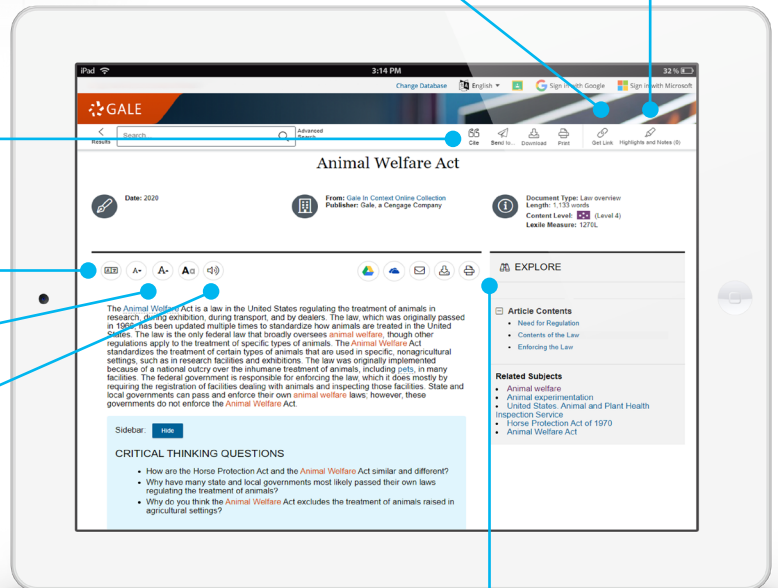 iPad
3:14 PM
32 %
Change Database
English
Sign in with Google
Sign in with Microsoft
GALE
Results
Search...
Advanced Search
Cite
Send to...
Download
Print
Get Link
Highlights and Notes (0)
Animal Welfare Act
Date: 2020
From: Gale In Context Online Collection
Publisher: Gale, a Cengage Company
Document Type: Law overview
Length: 1,133 words
Content Level: (Level 4)
Lexile Measure: 1270L
A-
A+
Aa
The Animal Welfare Act is a law in the United States regulating the treatment of animals in
research, during exhibition, during transport, and by dealers. The law, which was originally passed
in 1966, has been updated multiple times to standardize how animals are treated in the United
States. The law is the only federal law that broadly oversees animal welfare, though other
regulations apply to the treatment of specific types of animals. The Animal Welfare Act
standardizes the treatment of certain types of animals that are used in specific, nonagricultural
settings, such as in research facilities and exhibitions. The law was originally implemented
because of a national outcry over the inhumane treatment of animals, including pets, in many
facilities. The federal government is responsible for enforcing the law, which it does mostly by
requiring the registration of facilities dealing with animals and inspecting those facilities. State and
local governments can pass and enforce their own animal welfare laws; however, these
governments do not enforce the Animal Welfare Act.
Sidebar: Hide
CRITICAL THINKING QUESTIONS
• How are the Horse Protection Act and the Animal Welfare Act similar and different?
• Why have many state and local governments most likely passed their own laws
regulating the treatment of animals?
• Why do you think the Animal Welfare Act excludes the treatment of animals raised in
agricultural settings?
EXPLORE
Article Contents
• Need for Regulation
• Contents of the Law
• Enforcing the Law
Related Subjects
• Animal welfare
• Animal experimentation
• United States. Animal and Plant Health
Inspection Service
• Horse Protection Act of 1970
• Animal Welfare Act